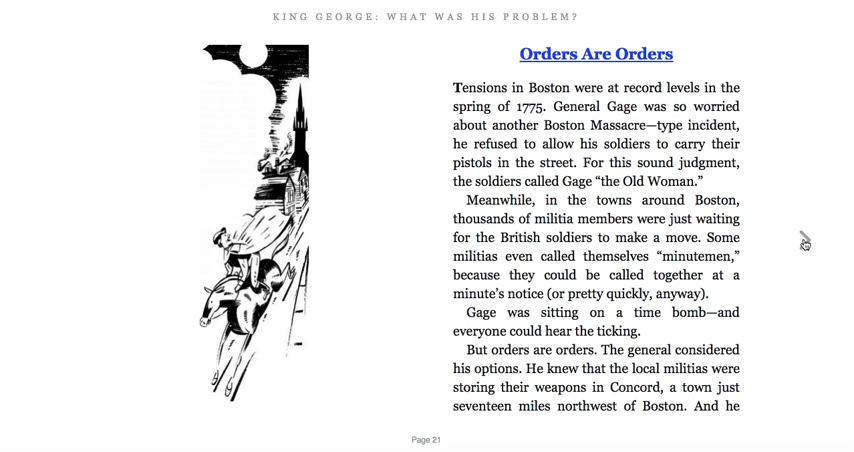 KING GEORGE: WHAT WAS HIS PROBLEM?
Orders Are Orders
Tensions in Boston were at record levels in the
spring of 1775. General Gage was so worried
about another Boston Massacre—type incident,
he refused to allow his soldiers to carry their
pistols in the street. For this sound judgment,
the soldiers called Gage “the Old Woman.”
Meanwhile, in the towns around Boston,
thousands of militia members were just waiting
for the British soldiers to make a move. Some
militias even called themselves “minutemen,”
because they could be called together at a
minute’s notice (or pretty quickly, anyway).
Gage was sitting on a time bomb—and
everyone could hear the ticking.
But orders are orders. The general considered
his options. He knew that the local militias were
storing their weapons in Concord, a town just
seventeen miles northwest of Boston. And he
Page 21